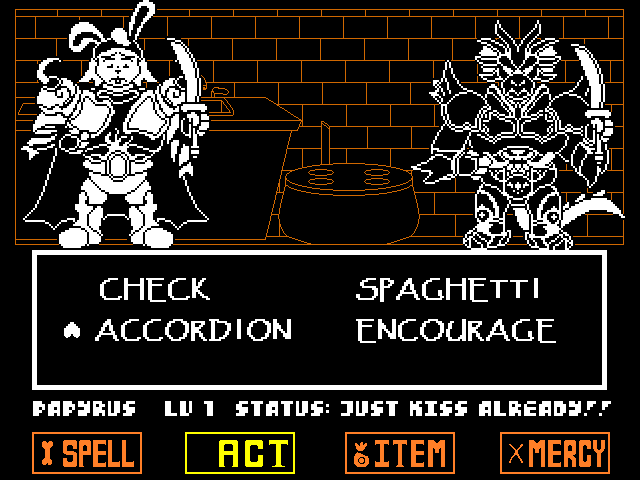 CHECK SPAGHETTI
ACCORDION ENCOURAGE
PAPYRUS LV 1 STATUS: JUST KISS ALREADY!!
SPELL ACT ITEM MERCY